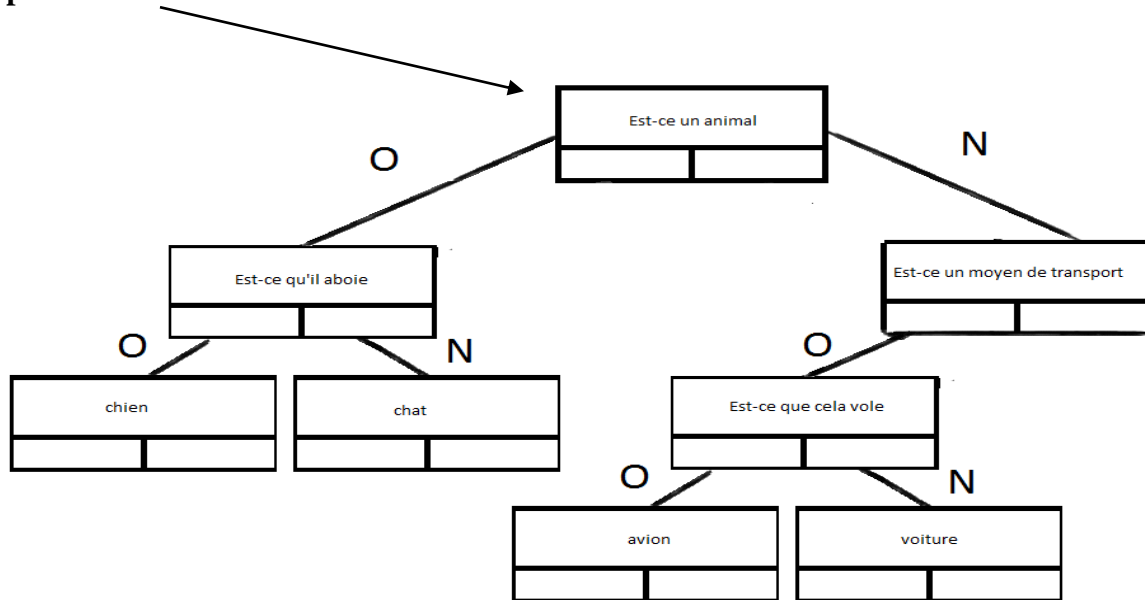 Est-ce un animal
O
N
Est-ce qu'il aboie
Est-ce un moyen de transport
O
N
O
chien
chat
Est-ce que cela vole
O
N
avion
voiture